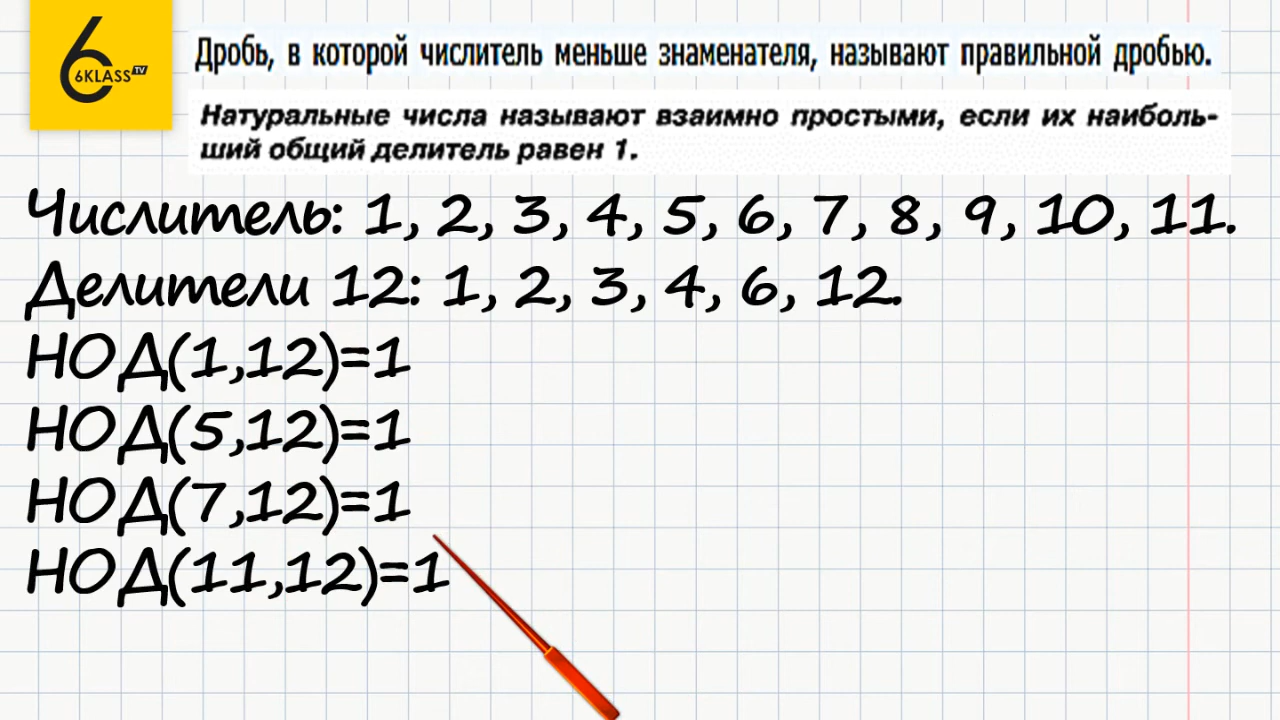 6KLASS TV
Дробь, в которой числитель меньше знаменателя, называют правильной дробью.
Натуральные числа называют взаимно простыми, если их наиболь-
ший общий делитель равен 1.
Числитель: 1, 2, 3, 4, 5, 6, 7, 8, 9, 10, 11.
Делители 12: 1, 2, 3, 4, 6, 12.
НОД(1,12)=1
НОД(5,12)=1
НОД(7,12)=1
НОД(11,12)=1